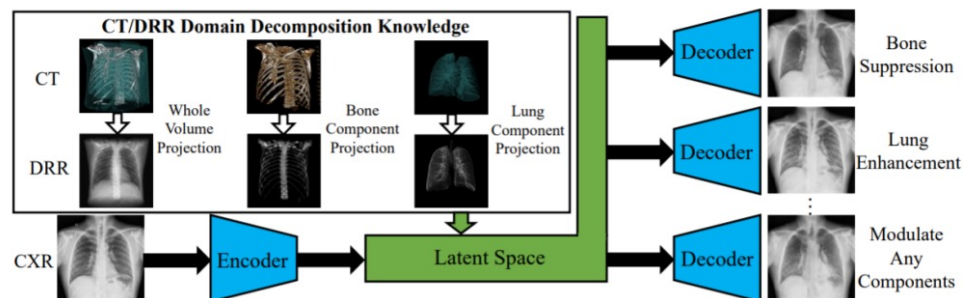 CT/DRR Domain Decomposition Knowledge
CT
Whole
Volume
Projection
Bone
Component
Projection
Lung
Component
Projection
DRR
CXR
Encoder
Latent Space
Decoder
Bone
Suppression
Decoder
Lung
Enhancement
Decoder
Modulate
Any
Components